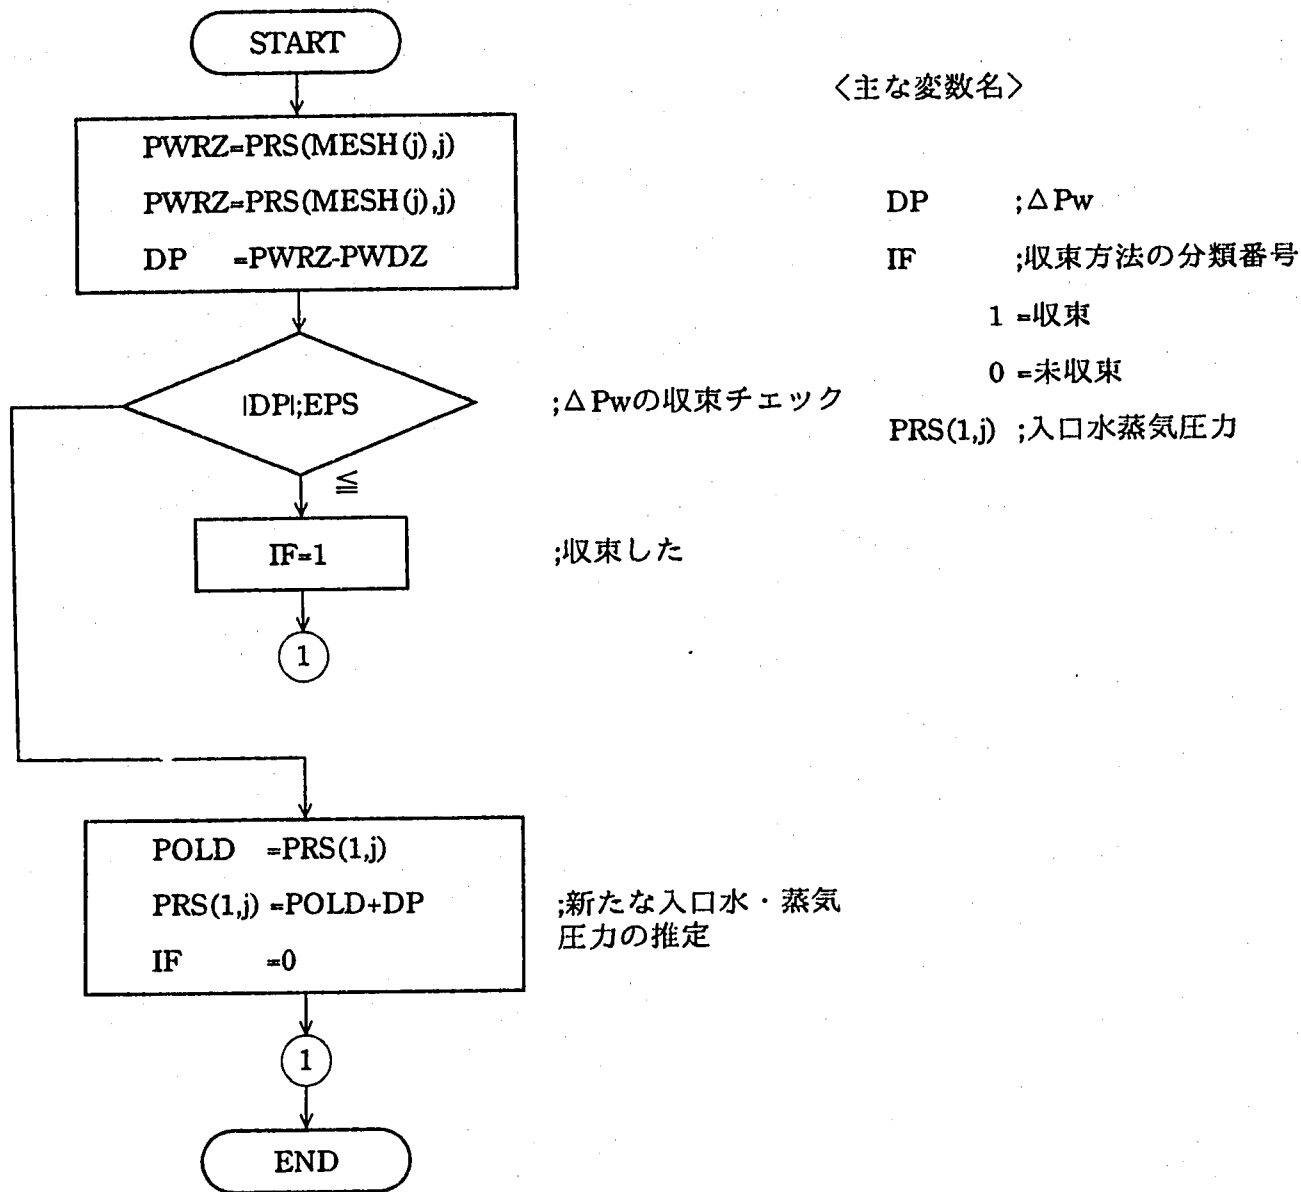 START
PWRZ=PRS(MESH(j),j)
PWRZ=PRS(MESH(j),j)
DP =PWRZ-PWDZ
|DP|;EPS
;△Pwの収束チェック
≦
IF=1
;収束した
1
POLD =PRS(1,j)
PRS(1,j) =POLD+DP
IF =0
;新たな入口水・蒸気
圧力の推定
1
END
〈主な変数名〉
DP ;△Pw
IF ;収束方法の分類番号
1 =収束
0 =未収束
PRS(1,j) ;入口水蒸気圧力